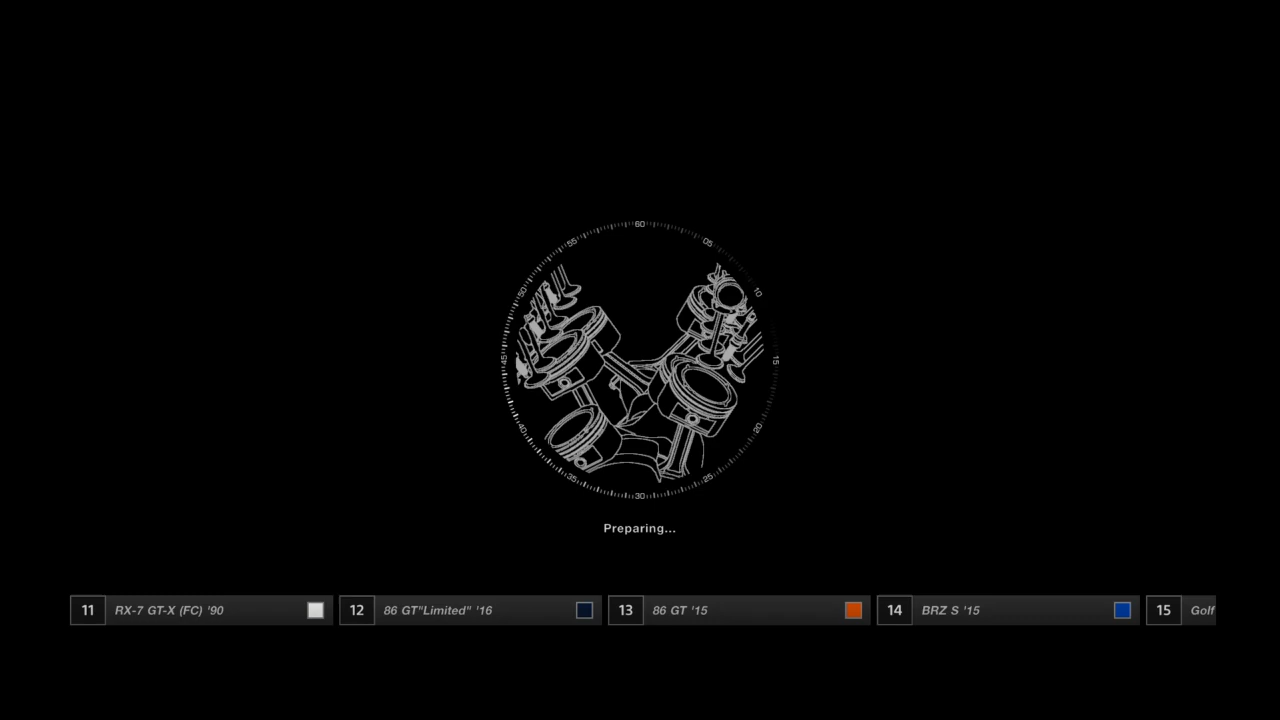 60
55
05
50
10
45
15
40
20
35
25
30
Preparing...
11 RX-7 GT-X (FC) '90
12 86 GT"Limited" '16
13 86 GT '15
14 BRZ S '15
15 Golf